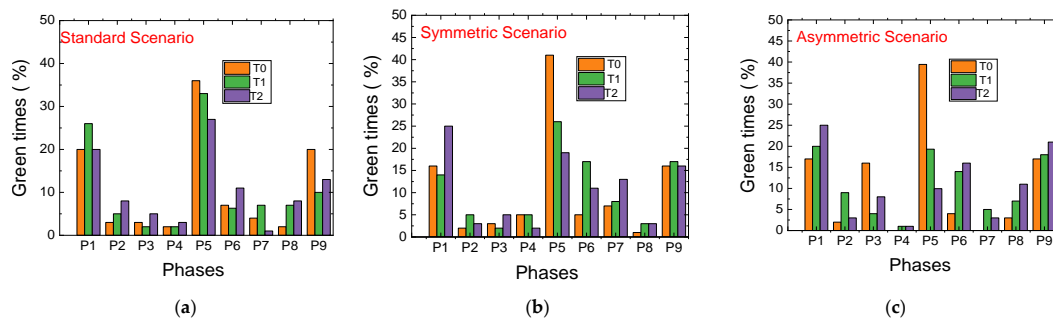 Standard Scenario
T0
T1
T2
50
40
30
20
10
0
Green times ( %)
P1 P2 P3 P4 P5 P6 P7 P8 P9
Phases
(a)
Symmetric Scenario
T0
T1
T2
50
45
40
35
30
25
20
15
10
5
0
Green times ( %)
P1 P2 P3 P4 P5 P6 P7 P8 P9
Phases
(b)
Asymmetric Scenario
T0
T1
T2
50
45
40
35
30
25
20
15
10
5
0
Green times ( %)
P1 P2 P3 P4 P5 P6 P7 P8 P9
Phases
(c)